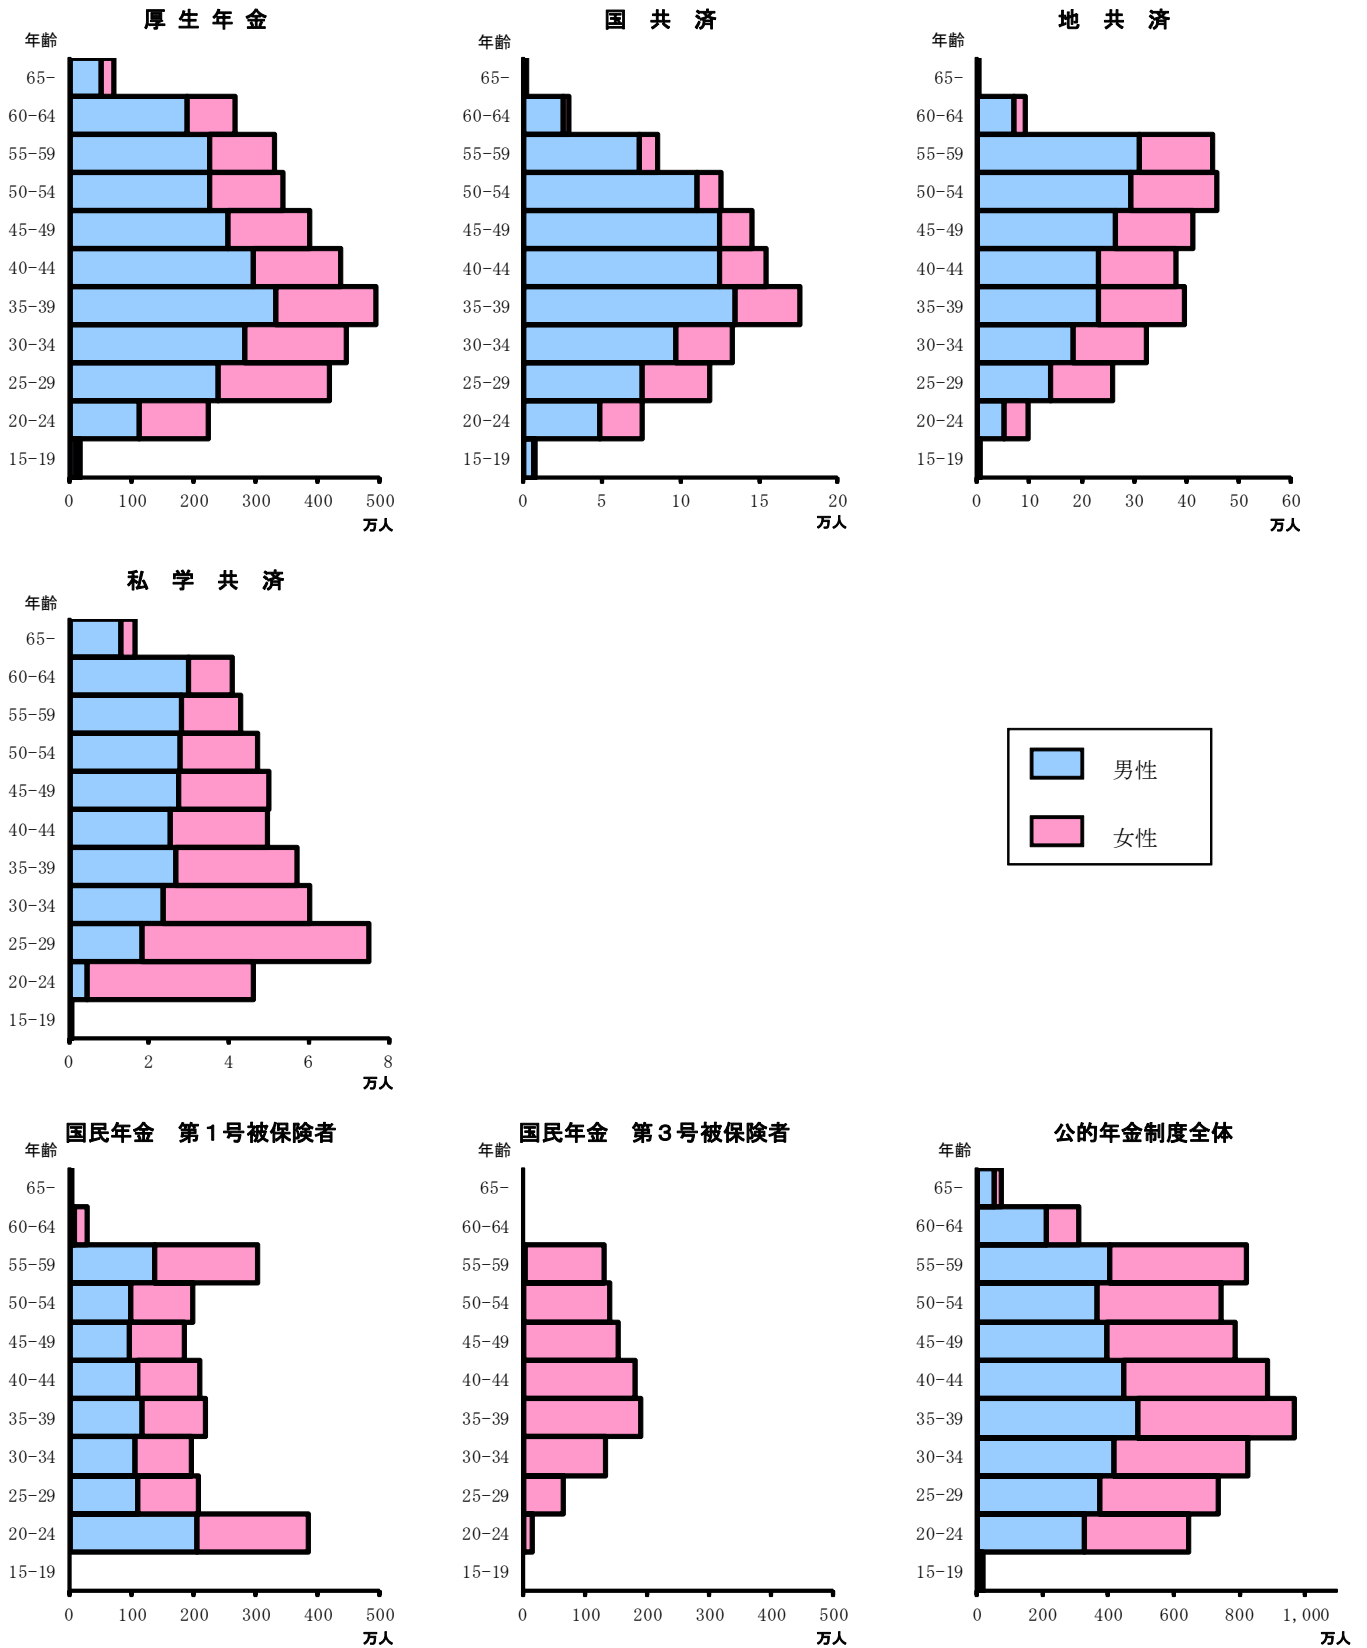 厚 生 年 金
年齢
65-
60-64
55-59
50-54
45-49
40-44
35-39
30-34
25-29
20-24
15-19
0 100 200 300 400 500
万人
国 共 済
年齢
65-
60-64
55-59
50-54
45-49
40-44
35-39
30-34
25-29
20-24
15-19
0 5 10 15 20
万人
地 共 済
年齢
65-
60-64
55-59
50-54
45-49
40-44
35-39
30-34
25-29
20-24
15-19
0 10 20 30 40 50 60
万人
私 学 共 済
年齢
65-
60-64
55-59
50-54
45-49
40-44
35-39
30-34
25-29
20-24
15-19
0 2 4 6 8
万人
男性
女性
国民年金 第1号被保険者
年齢
65-
60-64
55-59
50-54
45-49
40-44
35-39
30-34
25-29
20-24
15-19
0 100 200 300 400 500
万人
国民年金 第3号被保険者
年齢
65-
60-64
55-59
50-54
45-49
40-44
35-39
30-34
25-29
20-24
15-19
0 100 200 300 400 500
万人
公的年金制度全体
年齢
65-
60-64
55-59
50-54
45-49
40-44
35-39
30-34
25-29
20-24
15-19
0 200 400 600 800 1,000
万人